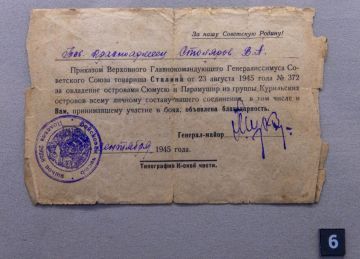 За нашу Советскую Родину!
Приказом Верховного Главнокомандующего Генералиссимуса Со-
ветского Союза товарища Сталина от 23 августа 1945 года № 372
за овладение островами Сюмусю и Парамушир из группы Курильских
островов всему личному составу нашего соединения, в том числе и
Вам, принимавшему участие в боях, объявлена благодарность.
Генерал-майор
сентября 1945 года.
Типография Н-ской части.
6